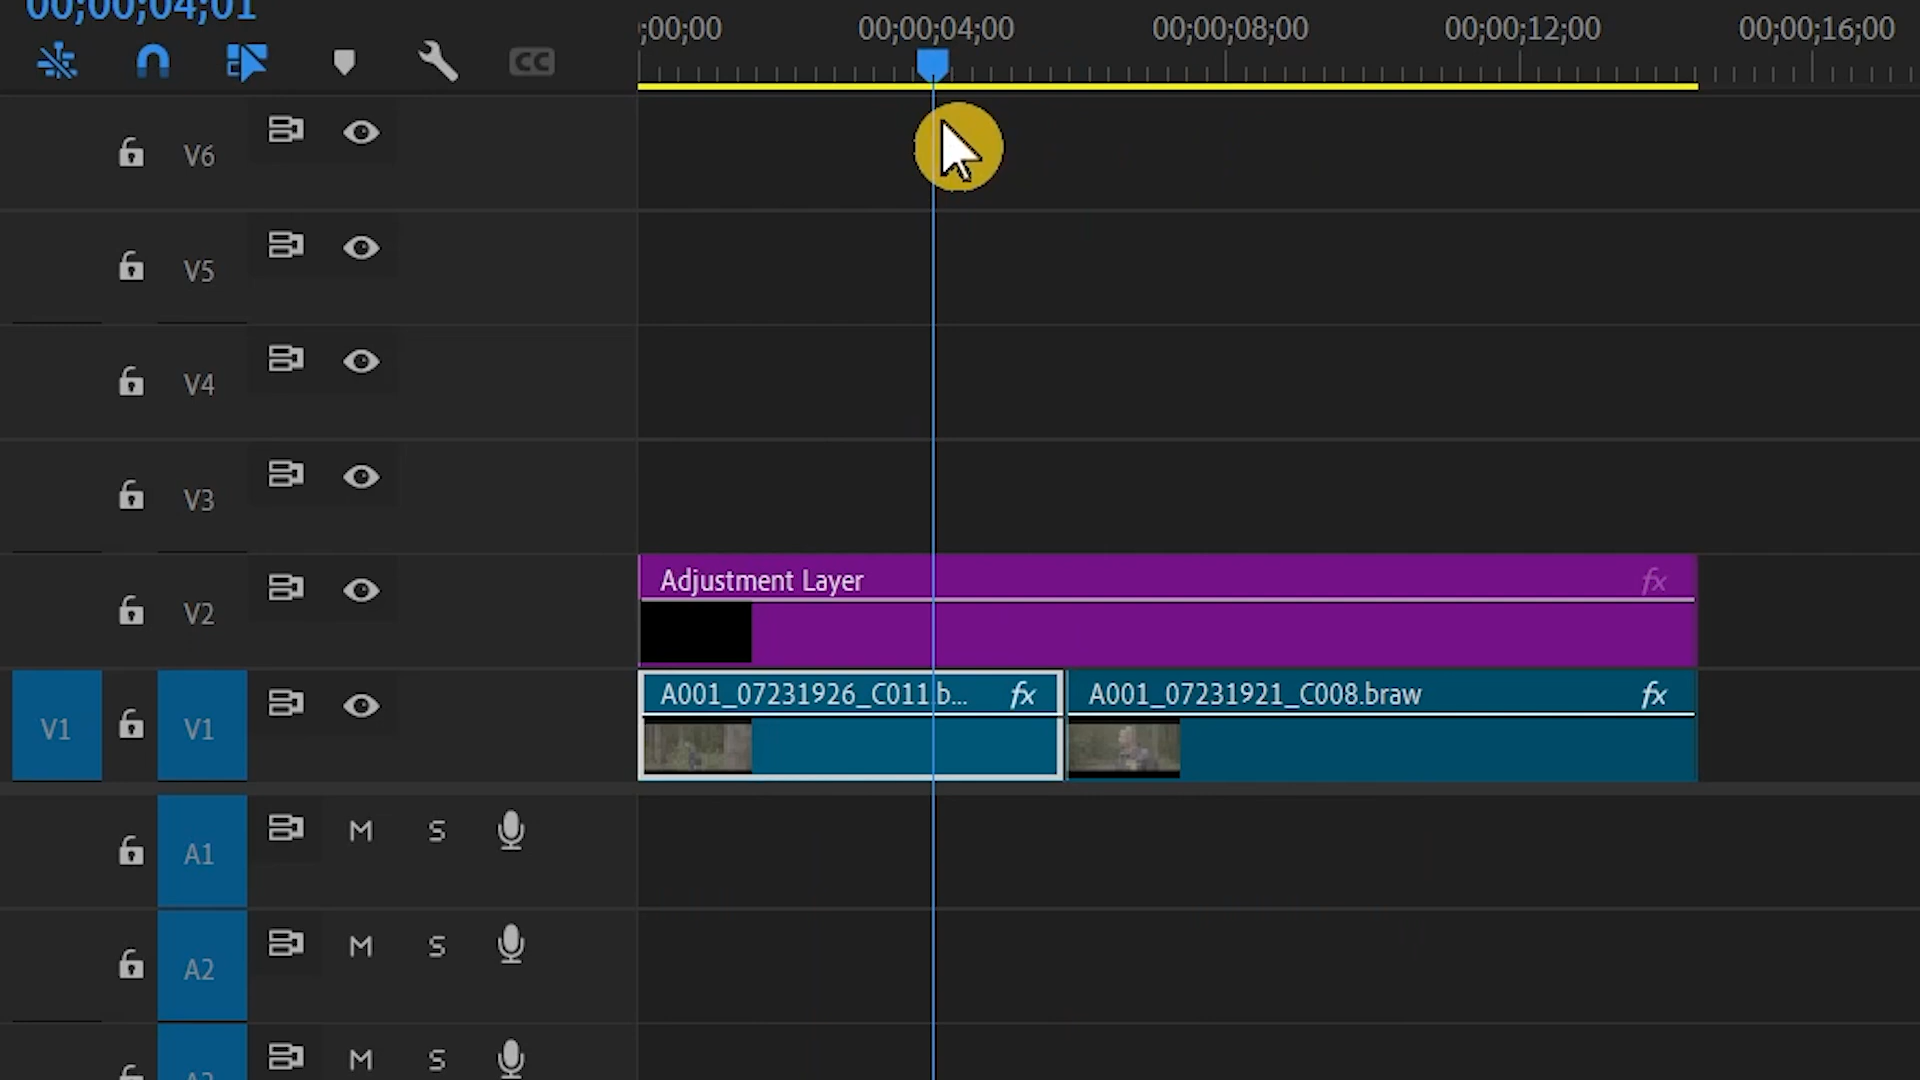 00;00;04;01
;00;00 00;00;04;00 00;00;08;00 00;00;12;00 00;00;16;00
CC
V6
V5
V4
V3
V2 Adjustment Layer fx
V1 V1 A001_07231926_C011.b... fx A001_07231921_C008.braw fx
A1 M S
A2 M S
A3 M S